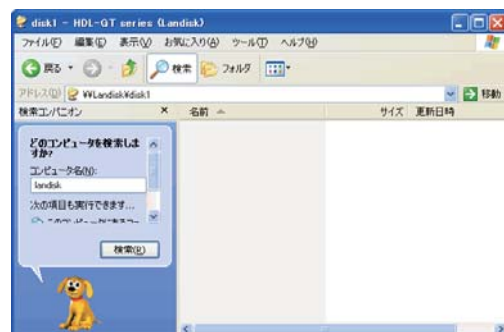 disk1 - HDL-GT series (Landisk)
ファイル(F) 編集(E) 表示(V) お気に入り(A) ツール(T) ヘルプ(H)
戻る 検索 フォルダ
アドレス(D) ¥¥Landisk¥disk1 移動
検索コンパニオン × 名前 サイズ 更新日時
どのコンピュータを検索しま
すか?
コンピュータ名(N):
landisk
次の項目も実行できます...
検索(R)